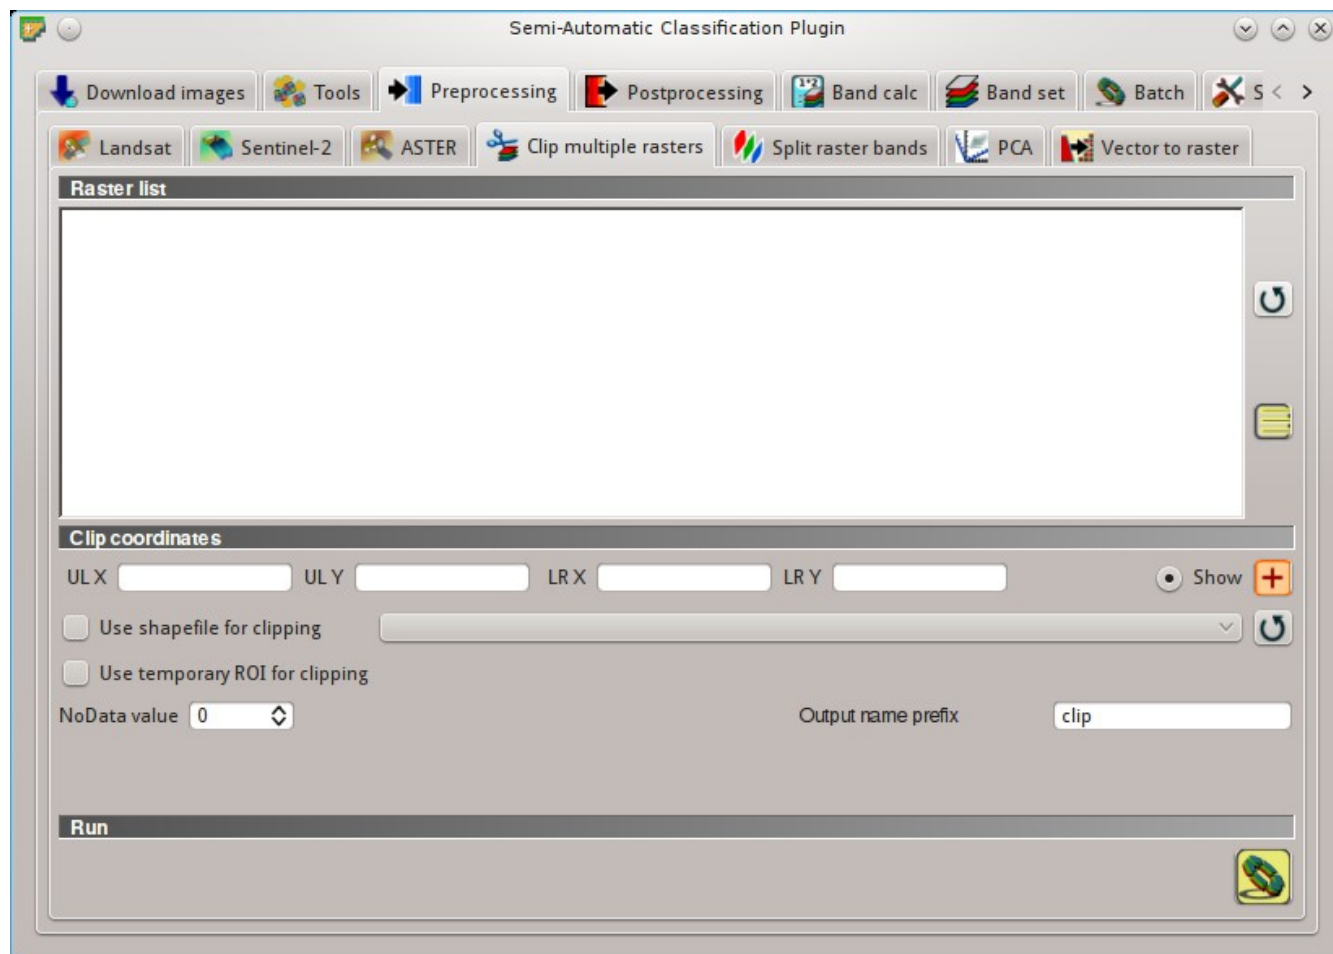 Semi-Automatic Classification Plugin
Download images Tools Preprocessing Postprocessing Band calc Band set Batch S
Landsat Sentinel-2 ASTER Clip multiple rasters Split raster bands PCA Vector to raster
Raster list
Clip coordinates
UL X UL Y LR X LR Y Show
Use shapefile for clipping
Use temporary ROI for clipping
NoData value 0 Output name prefix clip
Run